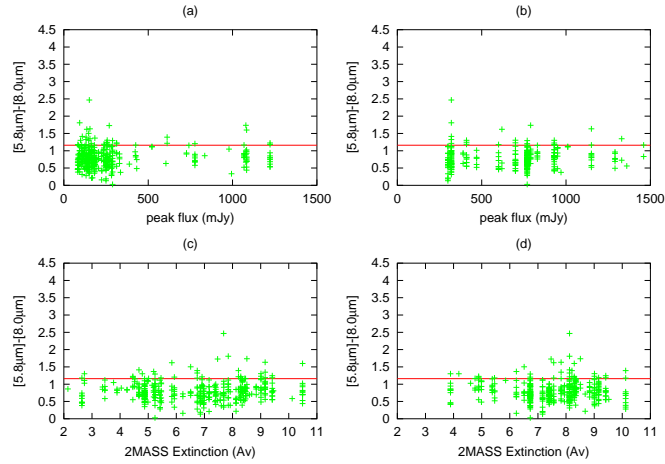 (a)
4.5
4
3.5
3
2.5
2
1.5
1
0.5
0
[5.8μm]-[8.0μm]
0 500 1000 1500
peak flux (mJy)
(b)
4.5
4
3.5
3
2.5
2
1.5
1
0.5
0
[5.8μm]-[8.0μm]
0 500 1000 1500
peak flux (mJy)
(c)
4.5
4
3.5
3
2.5
2
1.5
1
0.5
0
[5.8μm]-[8.0μm]
2 3 4 5 6 7 8 9 10 11
2MASS Extinction (Av)
(d)
4.5
4
3.5
3
2.5
2
1.5
1
0.5
0
[5.8μm]-[8.0μm]
2 3 4 5 6 7 8 9 10 11
2MASS Extinction (Av)